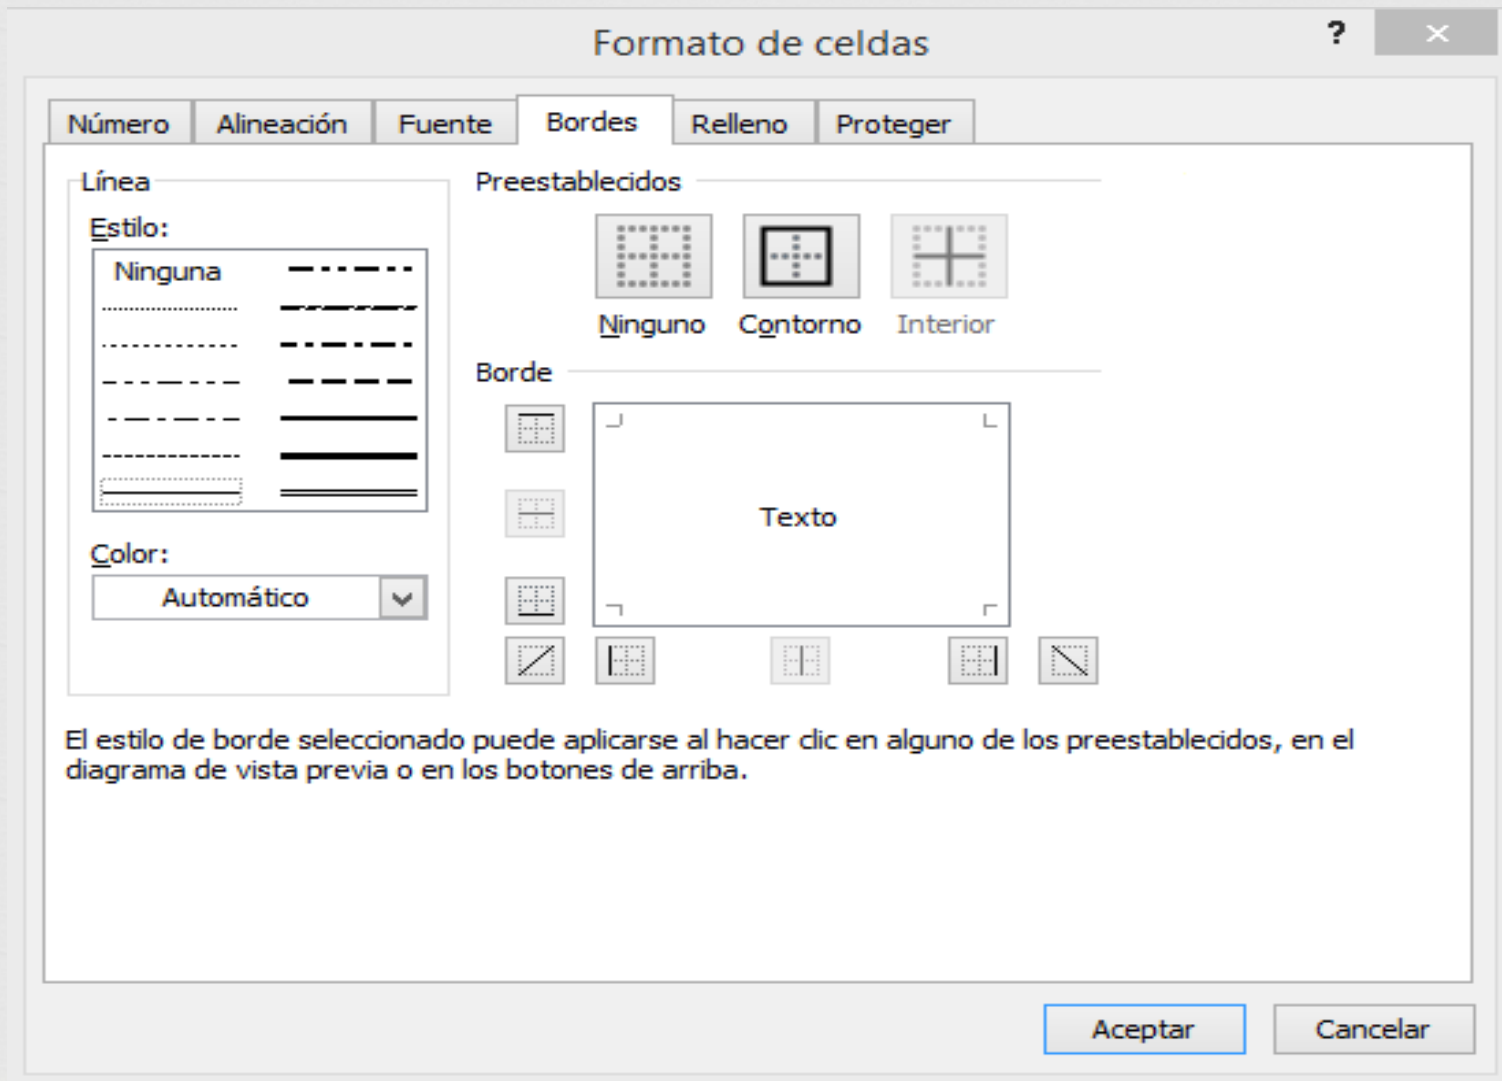 Formato de celdas
?
Número Alineación Fuente Bordes Relleno Proteger
Línea
Estilo:
Ninguna
Color:
Automático
Preestablecidos
Ninguno Contorno Interior
Borde
Texto
El estilo de borde seleccionado puede aplicarse al hacer clic en alguno de los preestablecidos, en el
diagrama de vista previa o en los botones de arriba.
Aceptar Cancelar